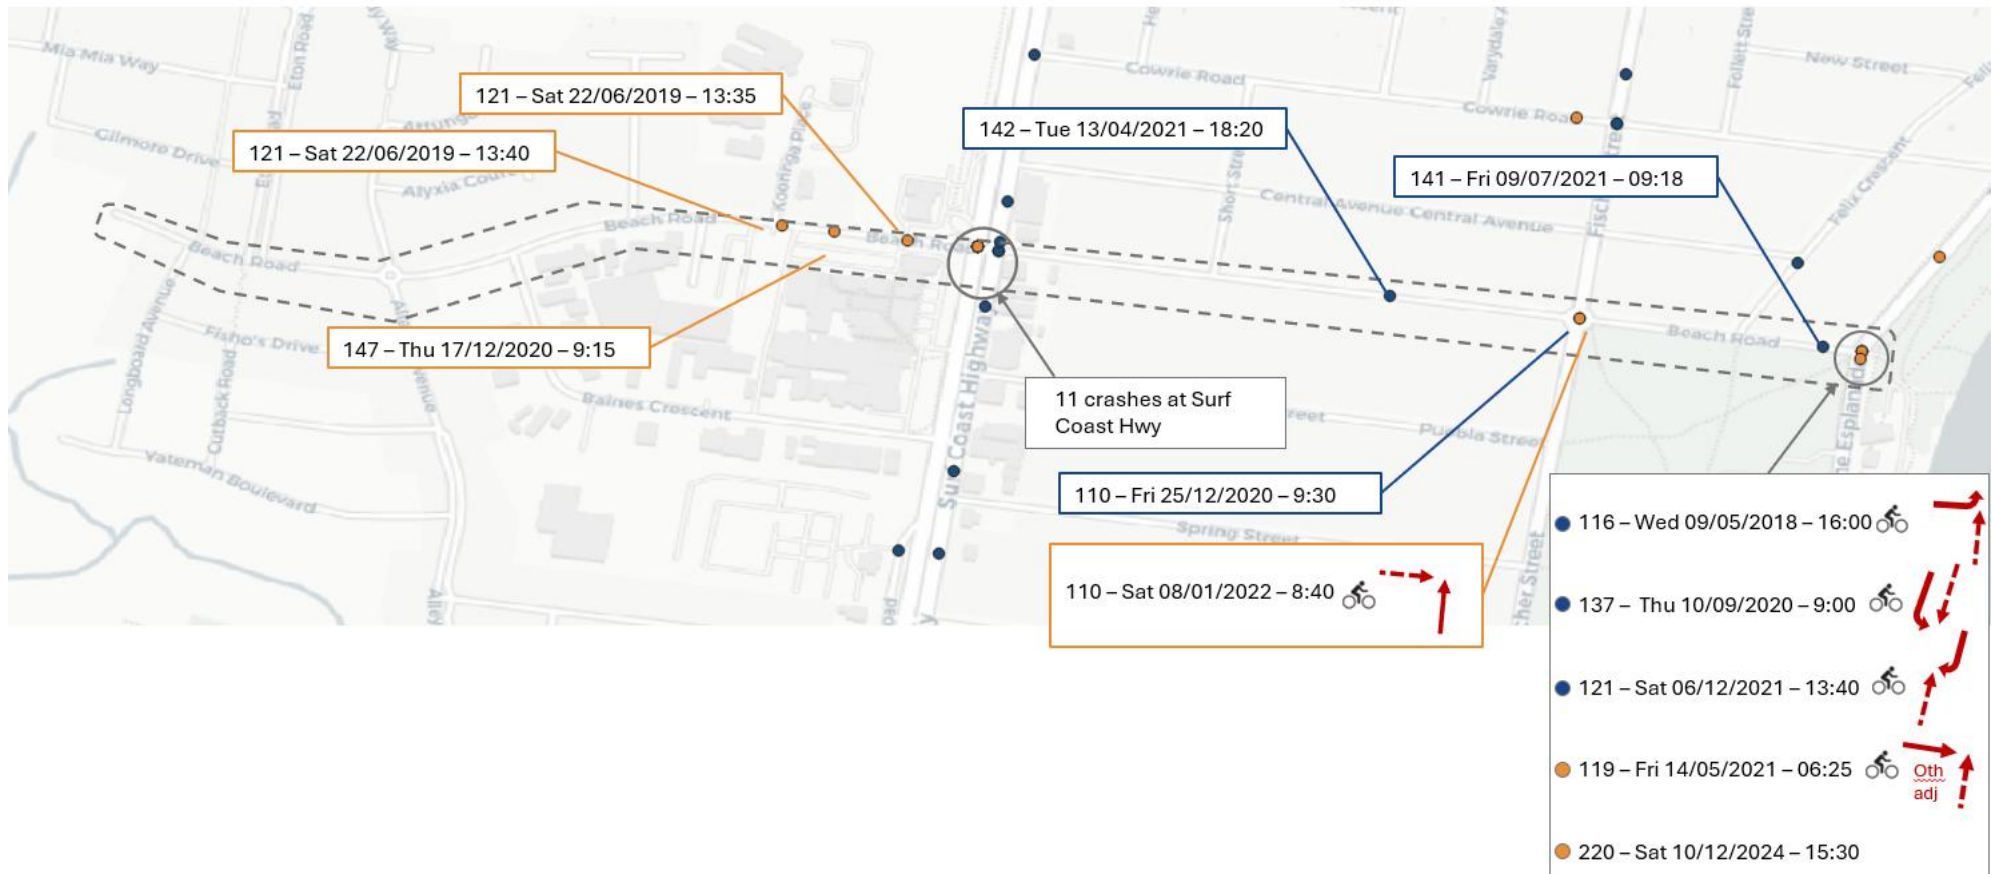 Mia Mia Way
Eton Road
Cowrie Road
New Street
121 – Sat 22/06/2019 – 13:35
142 – Tue 13/04/2021 – 18:20
Cowrie Road
Gilmore Drive
121 – Sat 22/06/2019 – 13:40
Kooringa Place
141 – Fri 09/07/2021 – 09:18
Alyxia Court
Short Street
Central Avenue
Central Avenue
Felix Crescent
Beach Road
Beach Road
Beach Road
Longboard Avenue
Fisho's Drive
147 – Thu 17/12/2020 – 9:15
Beach Road
Cutback Road
Surf Coast Highway
11 crashes at Surf
Coast Hwy
Baines Crescent
Puebla Street
Yateman Boulevard
110 – Fri 25/12/2020 – 9:30
Spring Street
110 – Sat 08/01/2022 – 8:40
116 – Wed 09/05/2018 – 16:00
137 – Thu 10/09/2020 – 9:00
121 – Sat 06/12/2021 – 13:40
119 – Fri 14/05/2021 – 06:25
Oth
adj
220 – Sat 10/12/2024 – 15:30